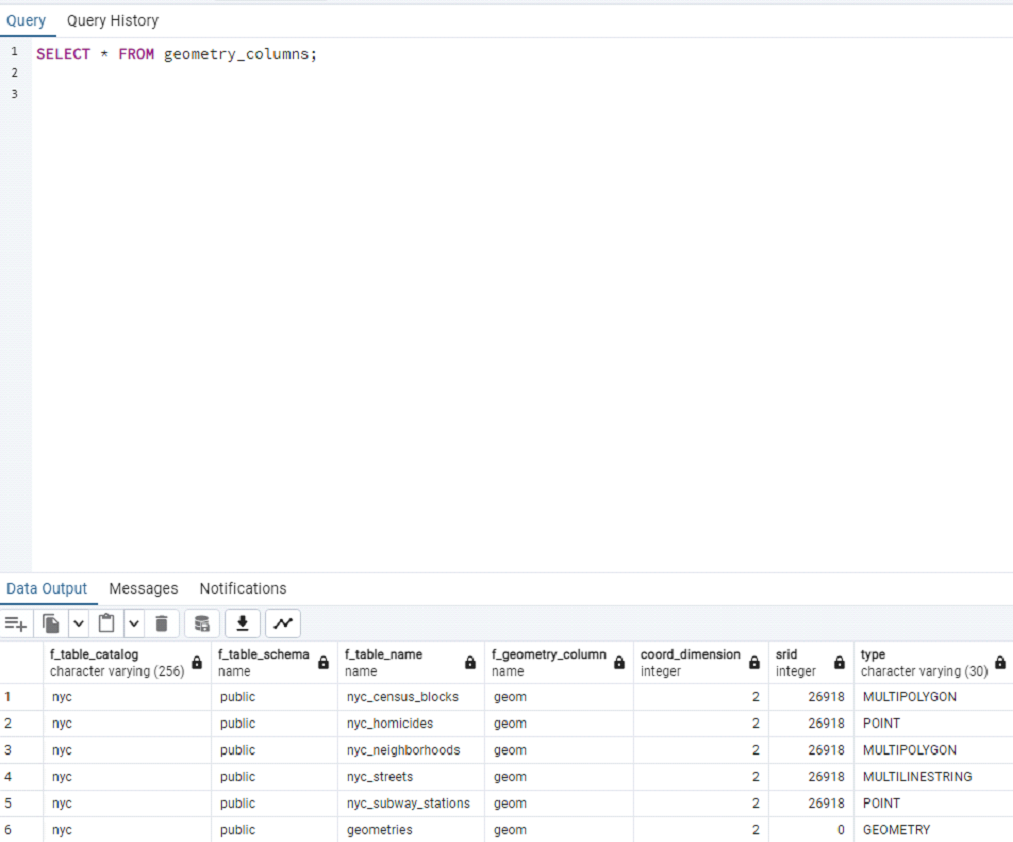 Query Query History
1 SELECT * FROM geometry_columns;
2
3
Data Output Messages Notifications
f_table_catalog f_table_schema f_table_name f_geometry_column coord_dimension srid type
character varying (256) name name name integer integer character varying (30)
1 nyc public nyc_census_blocks geom 2 26918 MULTIPOLYGON
2 nyc public nyc_homicides geom 2 26918 POINT
3 nyc public nyc_neighborhoods geom 2 26918 MULTIPOLYGON
4 nyc public nyc_streets geom 2 26918 MULTILINESTRING
5 nyc public nyc_subway_stations geom 2 26918 POINT
6 nyc public geometries geom 2 0 GEOMETRY